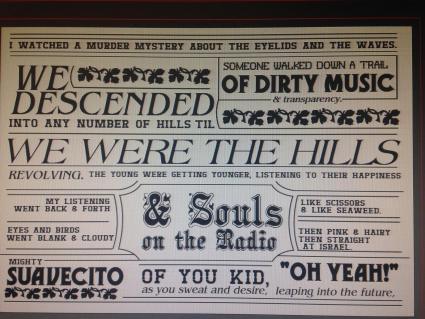 I WATCHED A MURDER MYSTERY ABOUT THE EYELIDS AND THE WAVES.
WE
DESCENDED
INTO ANY NUMBER OF HILLS TIL
SOMEONE WALKED DOWN A TRAIL
OF DIRTY MUSIC
& transparency.
WE WERE THE HILLS
REVOLVING. THE YOUNG WERE GETTING YOUNGER, LISTENING TO THEIR HAPPINESS
MY LISTENING
WENT BACK & FORTH
EYES AND BIRDS
WENT BLANK & CLOUDY
& Souls
on the Radio
LIKE SCISSORS
& LIKE SEAWEED.
THEN PINK & HAIRY
THEN STRAIGHT
AT ISRAEL.
MIGHTY
SUAVECITO
OF YOU KID, "OH YEAH!"
as you sweat and desire, leaping into the future,